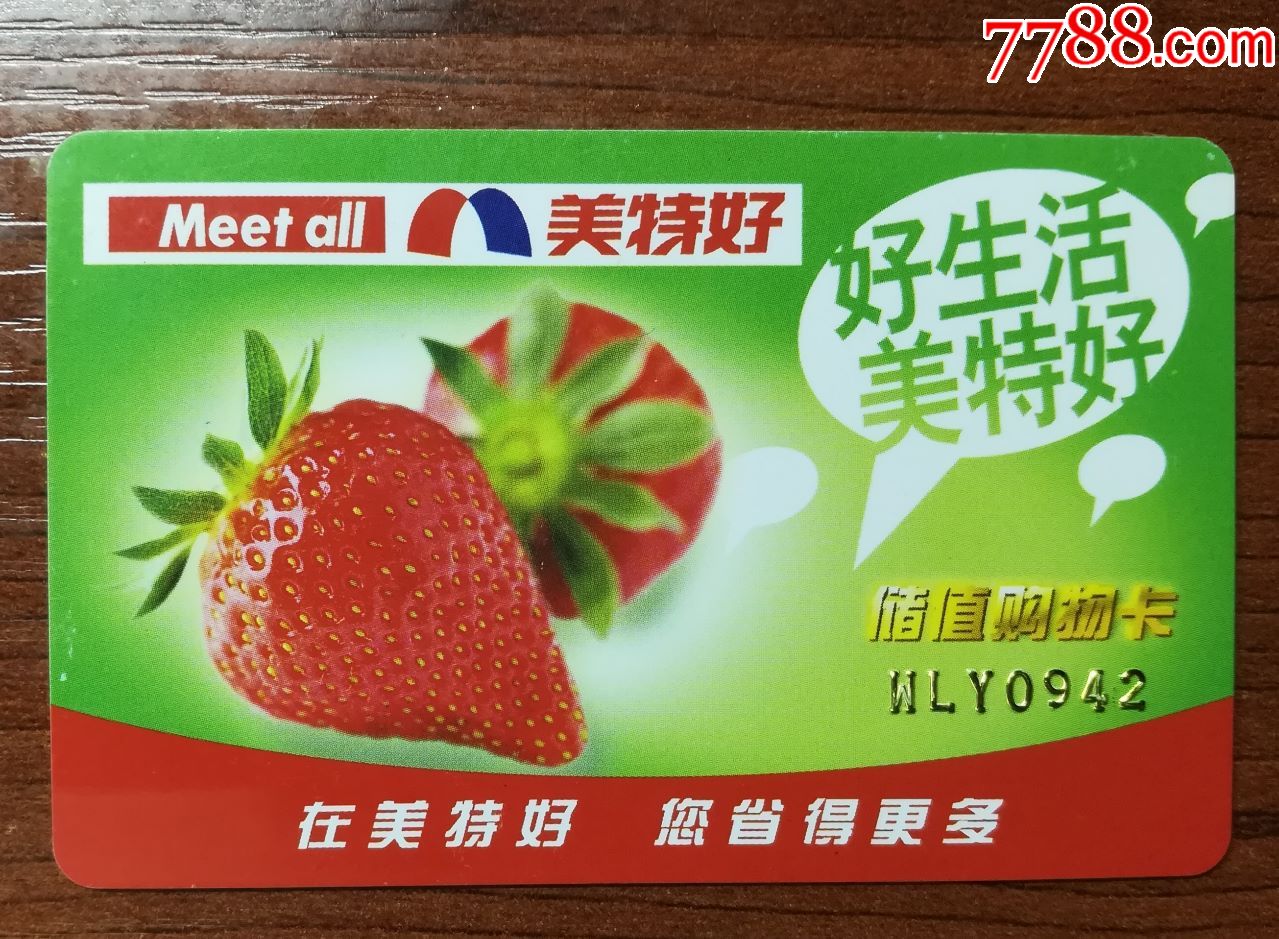 7788.com
Meet all 美特好
好生活
美特好
储值购物卡
WLY0942
在美特好 您省得更多